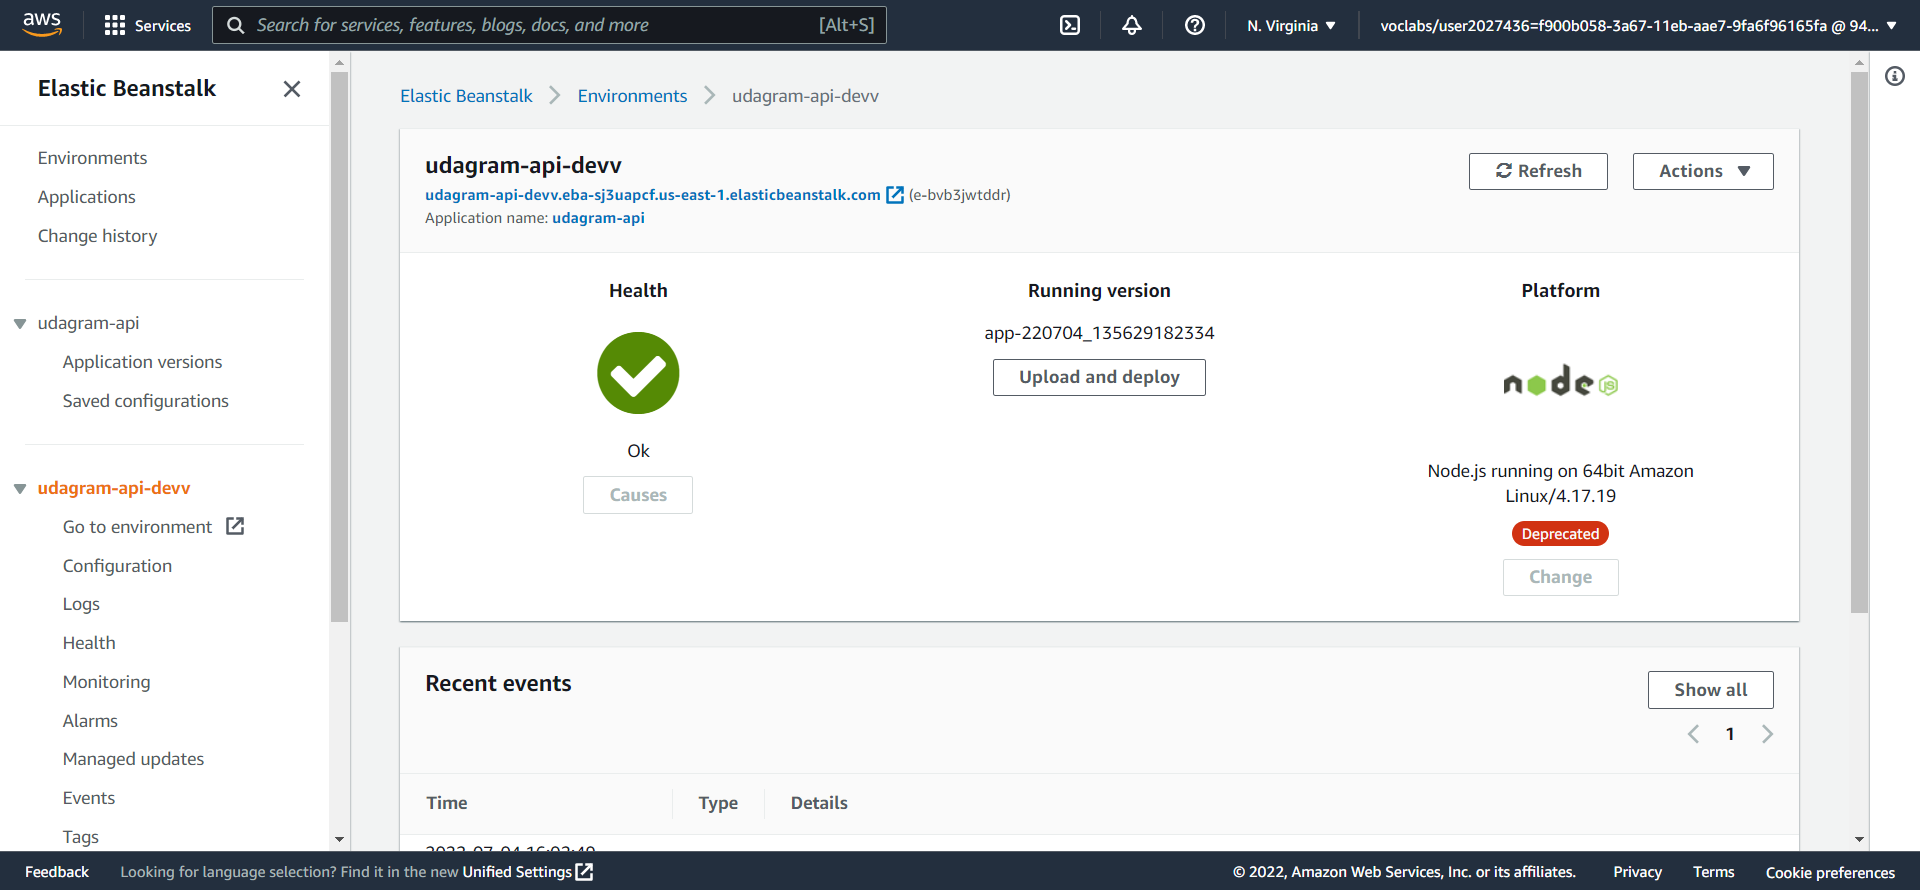 aws
Services
Search for services, features, blogs, docs, and more [Alt+S]
N. Virginia
voclabs/user2027436=f900b058-3a67-11eb-aae7-9fa6f96165fa @ 94...
Elastic Beanstalk
Environments
Applications
Change history
udagram-api
Application versions
Saved configurations
udagram-api-devv
Go to environment
Configuration
Logs
Health
Monitoring
Alarms
Managed updates
Events
Tags
Elastic Beanstalk
Environments
udagram-api-devv
udagram-api-devv
udagram-api-devv.eba-sj3uapcf.us-east-1.elasticbeanstalk.com (e-bvb3jwtddr)
Application name: udagram-api
Refresh
Actions
Health
Ok
Causes
Running version
app-220704_135629182334
Upload and deploy
Platform
node JS
Node.js running on 64bit Amazon
Linux/4.17.19
Deprecated
Change
Recent events
Show all
1
Time
Type
Details
Feedback
Looking for language selection? Find it in the new Unified Settings
© 2022, Amazon Web Services, Inc. or its affiliates.
Privacy
Terms
Cookie preferences